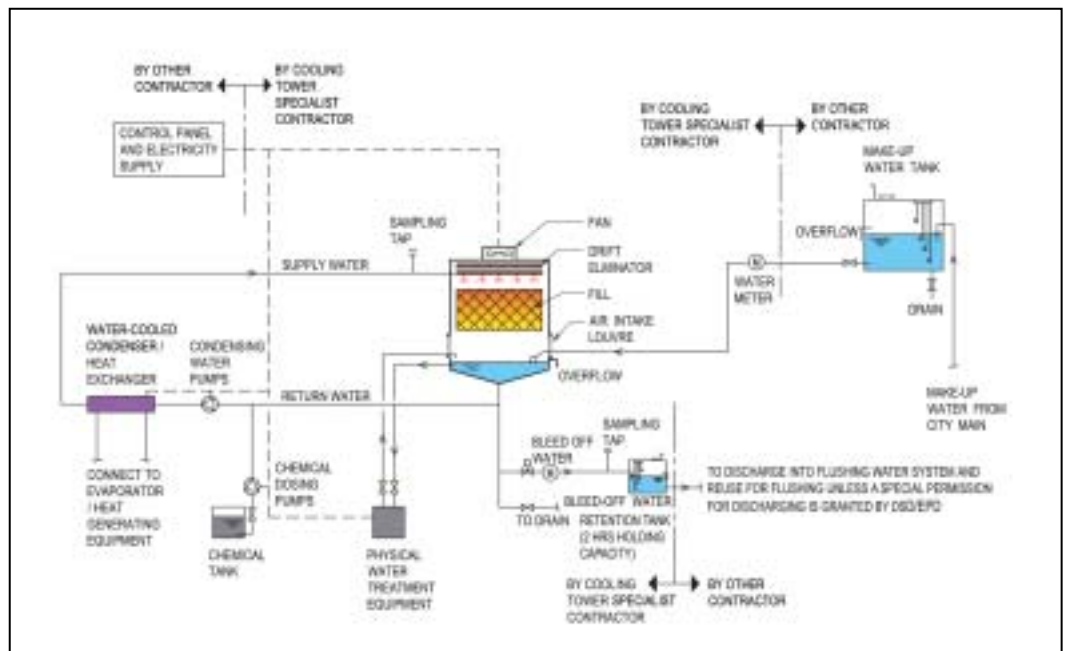 BY OTHER
CONTRACTOR
BY COOLING
TOWER
SPECIALIST
CONTRACTOR
CONTROL PANEL
AND ELECTRICITY
SUPPLY
BY COOLING
TOWER SPECIALIST
CONTRACTOR
BY OTHER
CONTRACTOR
MAKE-UP
WATER TANK
OVERFLOW
SAMPLING
TAP
FAN
DRIFT
ELIMINATOR
SUPPLY WATER
FILL
WATER
METER
DRAIN
AIR INTAKE
LOUVRE
WATER-COOLED
CONDENSER /
HEAT
EXCHANGER
CONDENSING
WATER
PUMPS
OVERFLOW
RETURN WATER
MAKE-UP
WATER FROM
CITY MAIN
SAMPLING
TAP
BLEED OFF
WATER
CONNECT TO
EVAPORATOR
/ HEAT
GENERATING
EQUIPMENT
CHEMICAL
DOSING
PUMPS
TO DISCHARGE INTO FLUSHING WATER SYSTEM AND
REUSE FOR FLUSHING UNLESS A SPECIAL PERMISSION
FOR DISCHARGING IS GRANTED BY DSD/EPD
BLEED-OFF WATER
RETENTION TANK
(2 HRS HOLDING
CAPACITY)
TO DRAIN
CHEMICAL
TANK
PHYSICAL
WATER
TREATMENT
EQUIPMENT
BY COOLING
TOWER SPECIALIST
CONTRACTOR
BY OTHER
CONTRACTOR